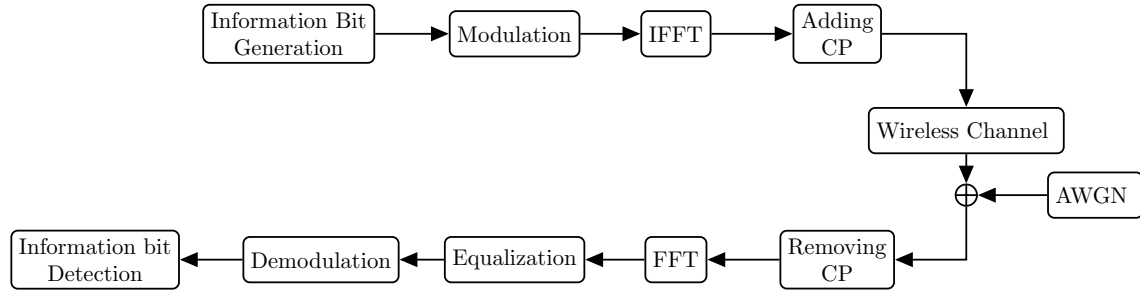 Information Bit
Generation
Modulation
IFFT
Adding
CP
Wireless Channel
AWGN
Information bit
Detection
Demodulation
Equalization
FFT
Removing
CP